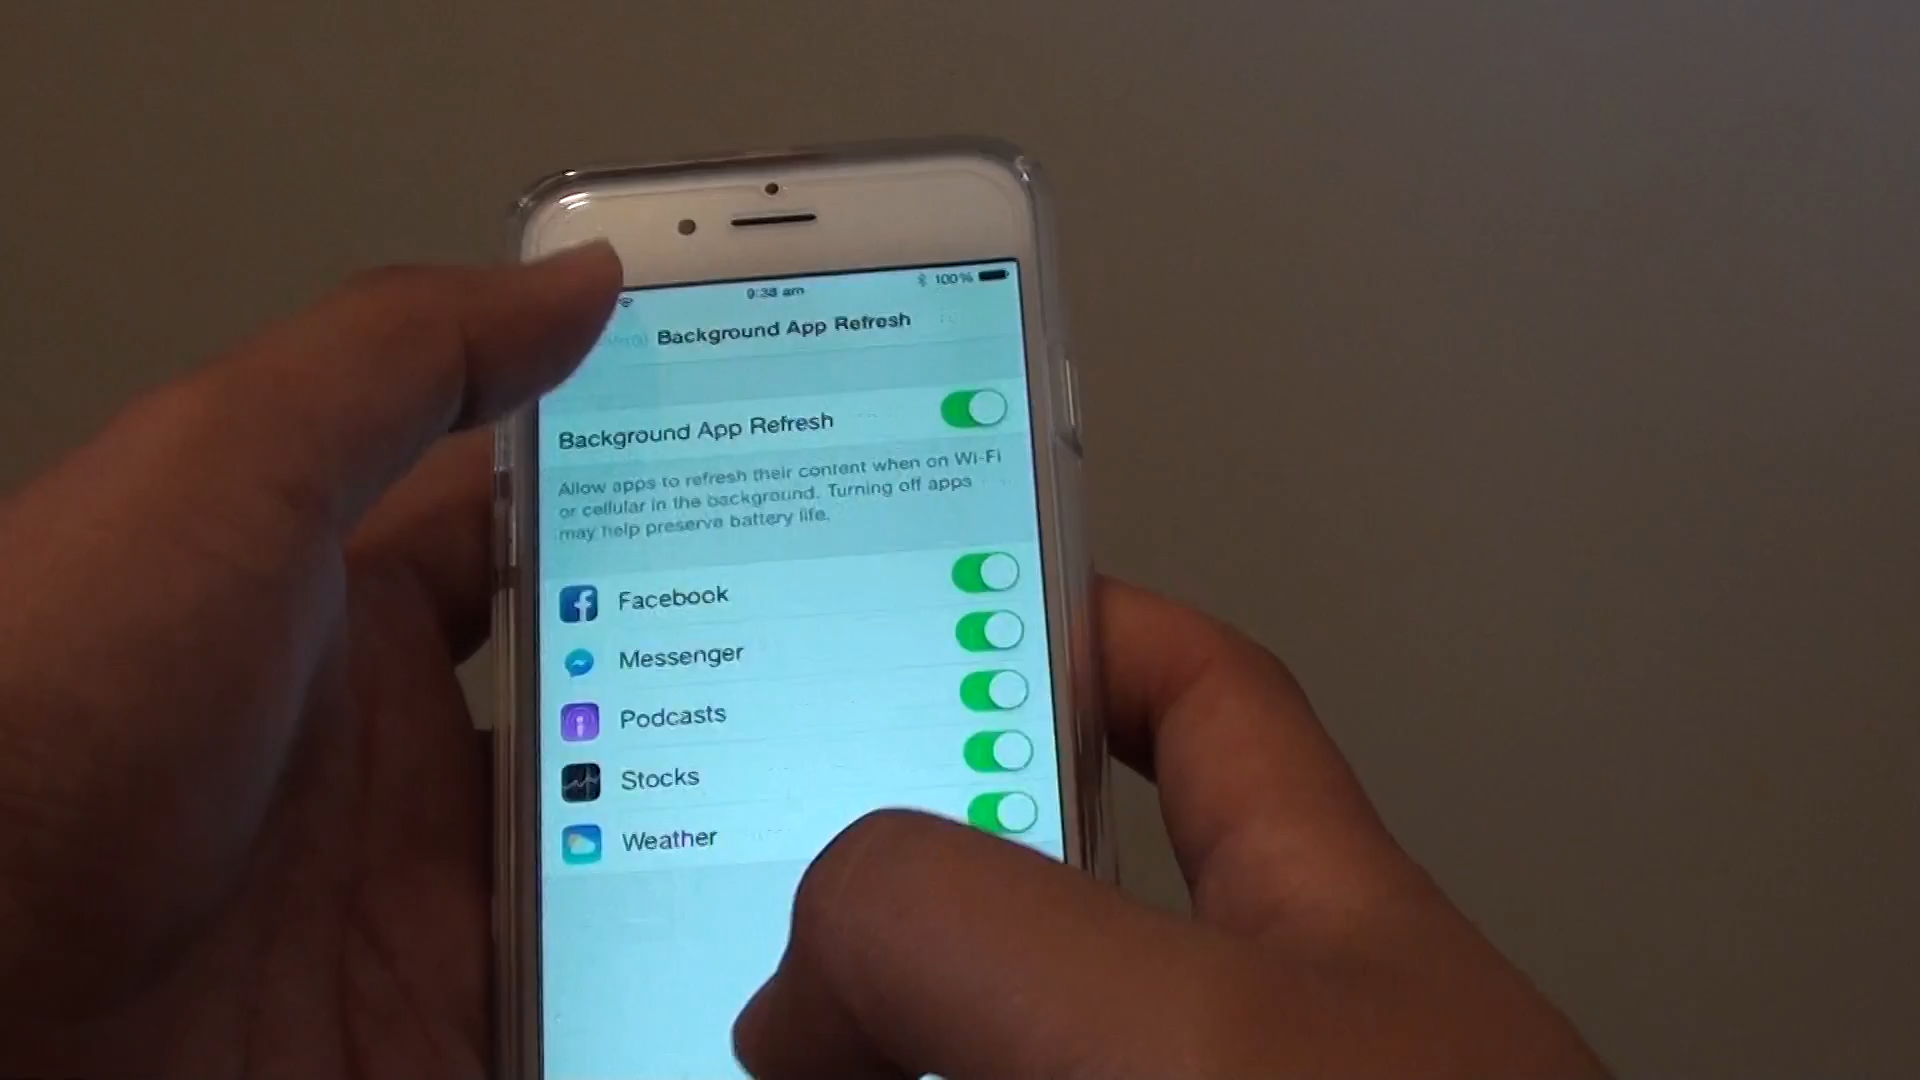 9:38 am
100%
Background App Refresh
Background App Refresh
Allow apps to refresh their content when on Wi-Fi
or cellular in the background. Turning off apps
may help preserve battery life.
Facebook
Messenger
Podcasts
Stocks
Weather